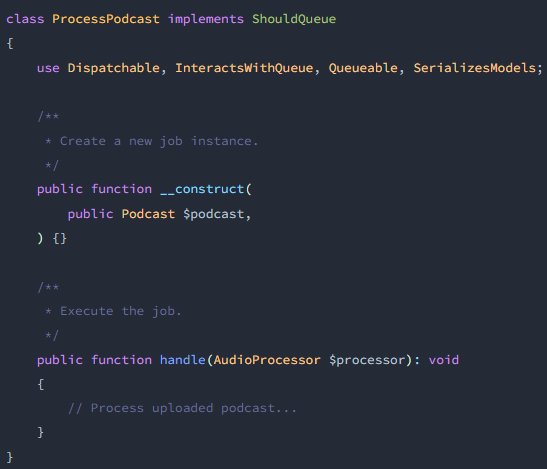 class ProcessPodcast implements ShouldQueue
{
    use Dispatchable, InteractsWithQueue, Queueable, SerializesModels;

    /**
     * Create a new job instance.
     */
    public function __construct(
        public Podcast $podcast,
    ) {}

    /**
     * Execute the job.
     */
    public function handle(AudioProcessor $processor): void
    {
        // Process uploaded podcast...
    }
}